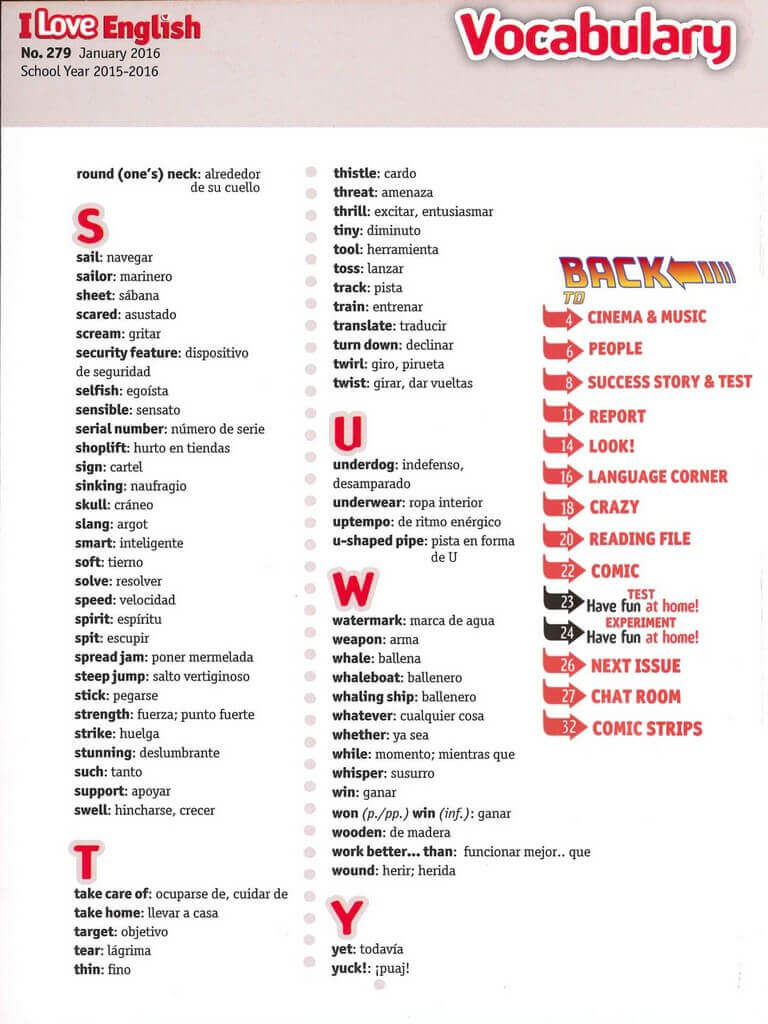 I Love English
No. 279 January 2016
School Year 2015-2016
Vocabulary
round (one's) neck: alrededor
de su cuello
S
sail: navegar
sailor: marinero
sheet: sábana
scared: asustado
scream: gritar
security feature: dispositivo
de seguridad
selfish: egoísta
sensible: sensato
serial number: número de serie
shoplift: hurto en tiendas
sign: cartel
sinking: naufragio
skull: cráneo
slang: argot
smart: inteligente
soft: tierno
solve: resolver
speed: velocidad
spirit: espíritu
spit: escupir
spread jam: poner mermelada
steep jump: salto vertiginoso
stick: pegarse
strength: fuerza; punto fuerte
strike: huelga
stunning: deslumbrante
such: tanto
support: apoyar
swell: hincharse, crecer
T
take care of: ocuparse de, cuidar de
take home: llevar a casa
target: objetivo
tear: lágrima
thin: fino
thistle: cardo
threat: amenaza
thrill: excitar, entusiasmar
tiny: diminuto
tool: herramienta
toss: lanzar
track: pista
train: entrenar
translate: traducir
turn down: declinar
twirl: giro, pirueta
twist: girar, dar vueltas
U
underdog: indefenso,
desamparado
underwear: ropa interior
uptempo: de ritmo enérgico
u-shaped pipe: pista en forma
de U
W
watermark: marca de agua
weapon: arma
whale: ballena
whaleboat: ballenero
whaling ship: ballenero
whatever: cualquier cosa
whether: ya sea
while: momento; mientras que
whisper: susurro
win: ganar
won (p./pp.) win (inf.): ganar
wooden: de madera
work better... than: funcionar mejor.. que
wound: herir; herida
Y
yet: todavía
yuck!: ¡puaj!
BACK
TO
4 CINEMA & MUSIC
6 PEOPLE
8 SUCCESS STORY & TEST
11 REPORT
14 LOOK!
16 LANGUAGE CORNER
18 CRAZY
20 READING FILE
22 COMIC
TEST
23 Have fun at home!
EXPERIMENT
24 Have fun at home!
26 NEXT ISSUE
27 CHAT ROOM
32 COMIC STRIPS